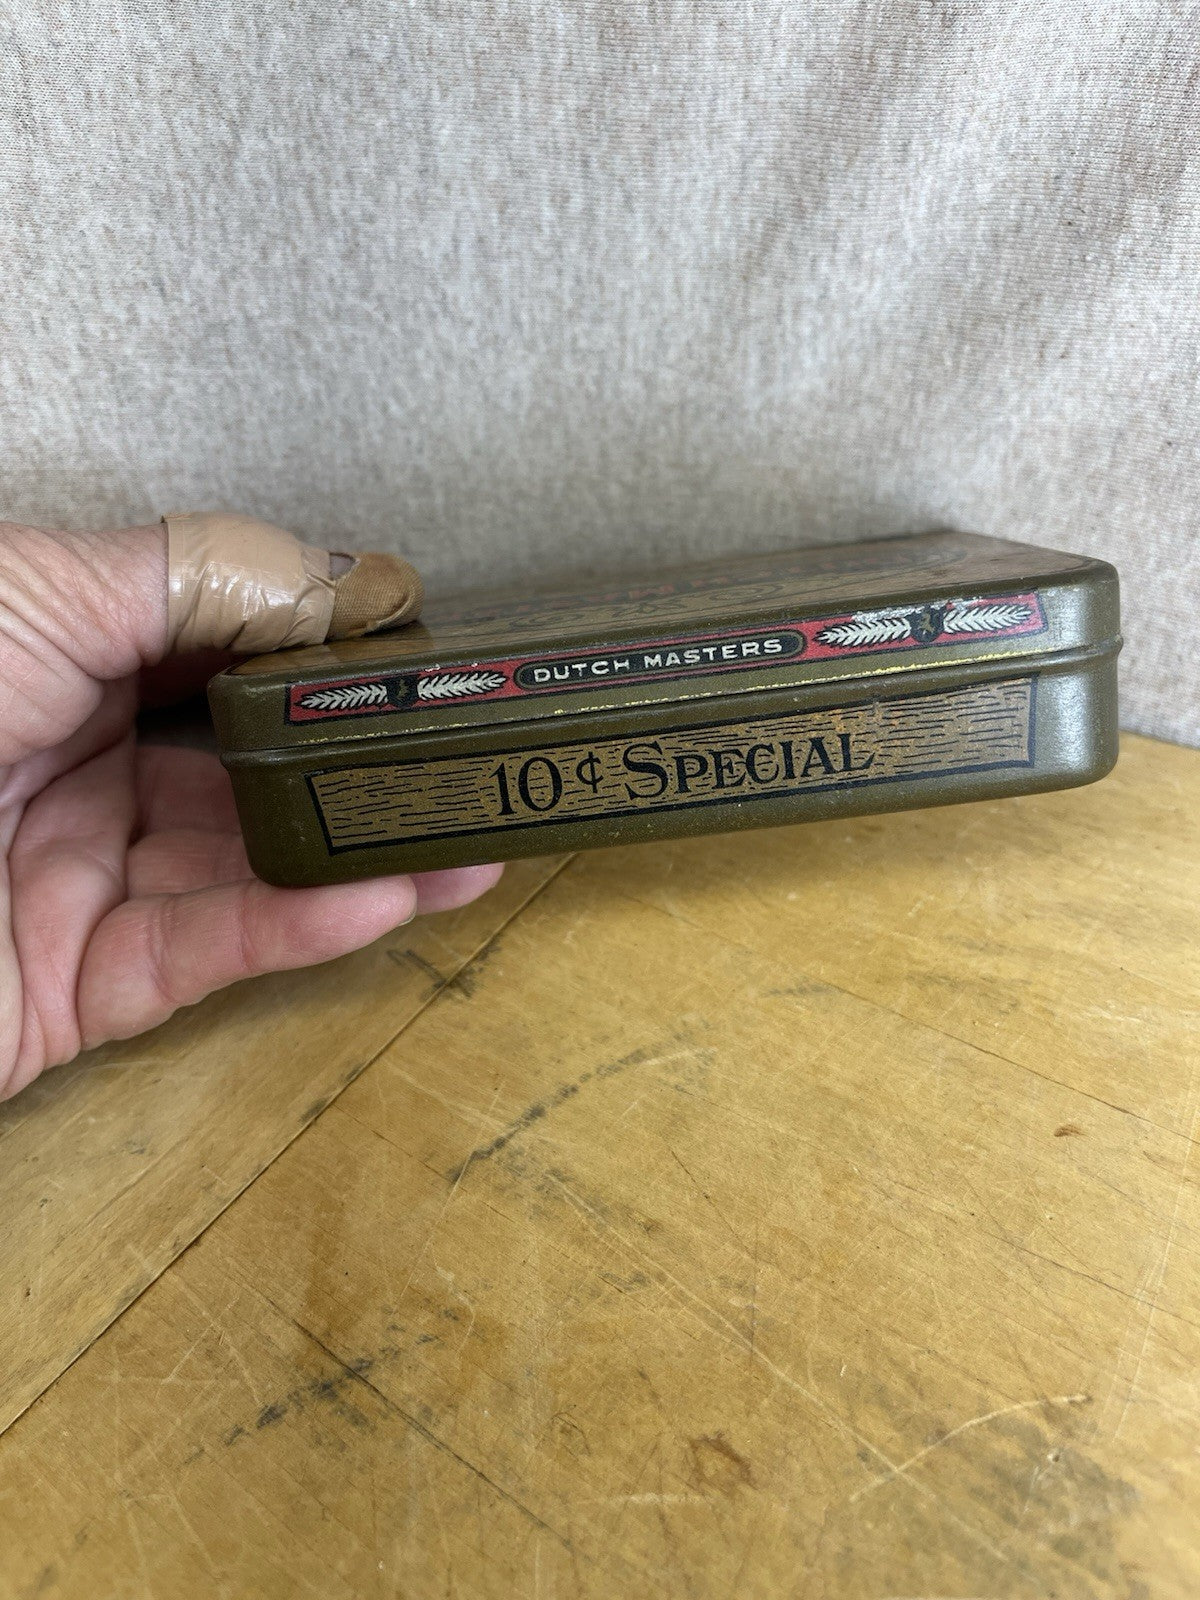 DUTCH MASTERS
10¢ SPECIAL